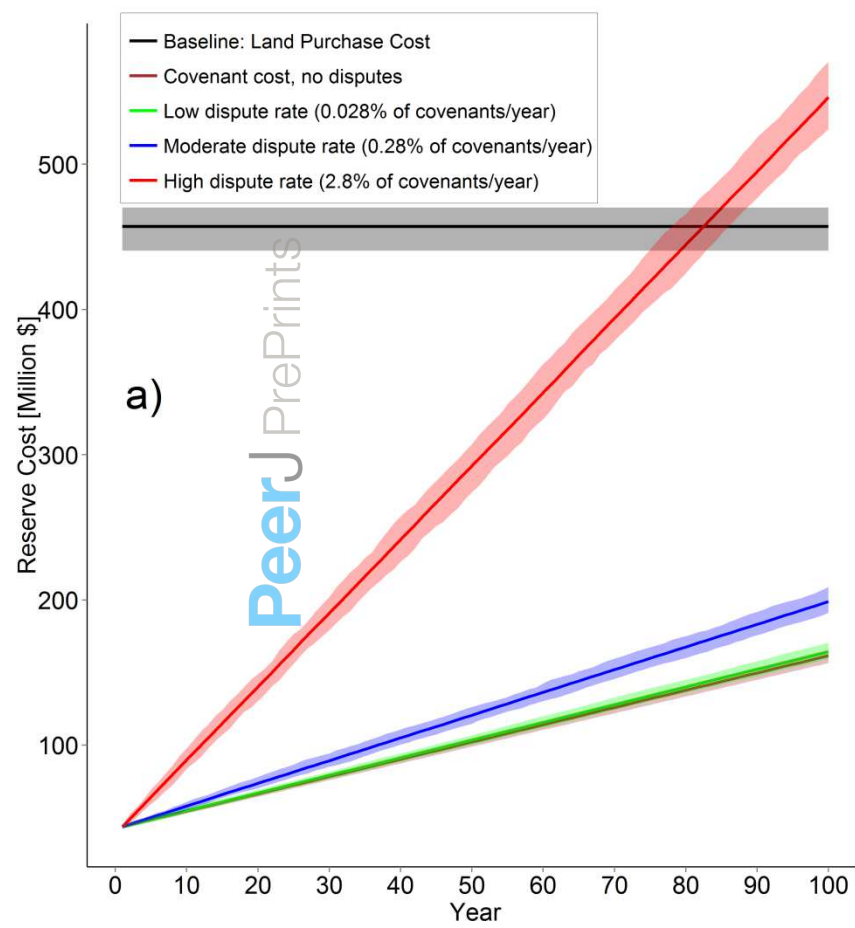 Baseline: Land Purchase Cost
Covenant cost, no disputes
Low dispute rate (0.028% of covenants/year)
Moderate dispute rate (0.28% of covenants/year)
High dispute rate (2.8% of covenants/year)
500
400
300
200
100
Reserve Cost [Million $]
a)
PeerJ PrePrints
0 10 20 30 40 50 60 70 80 90 100
Year